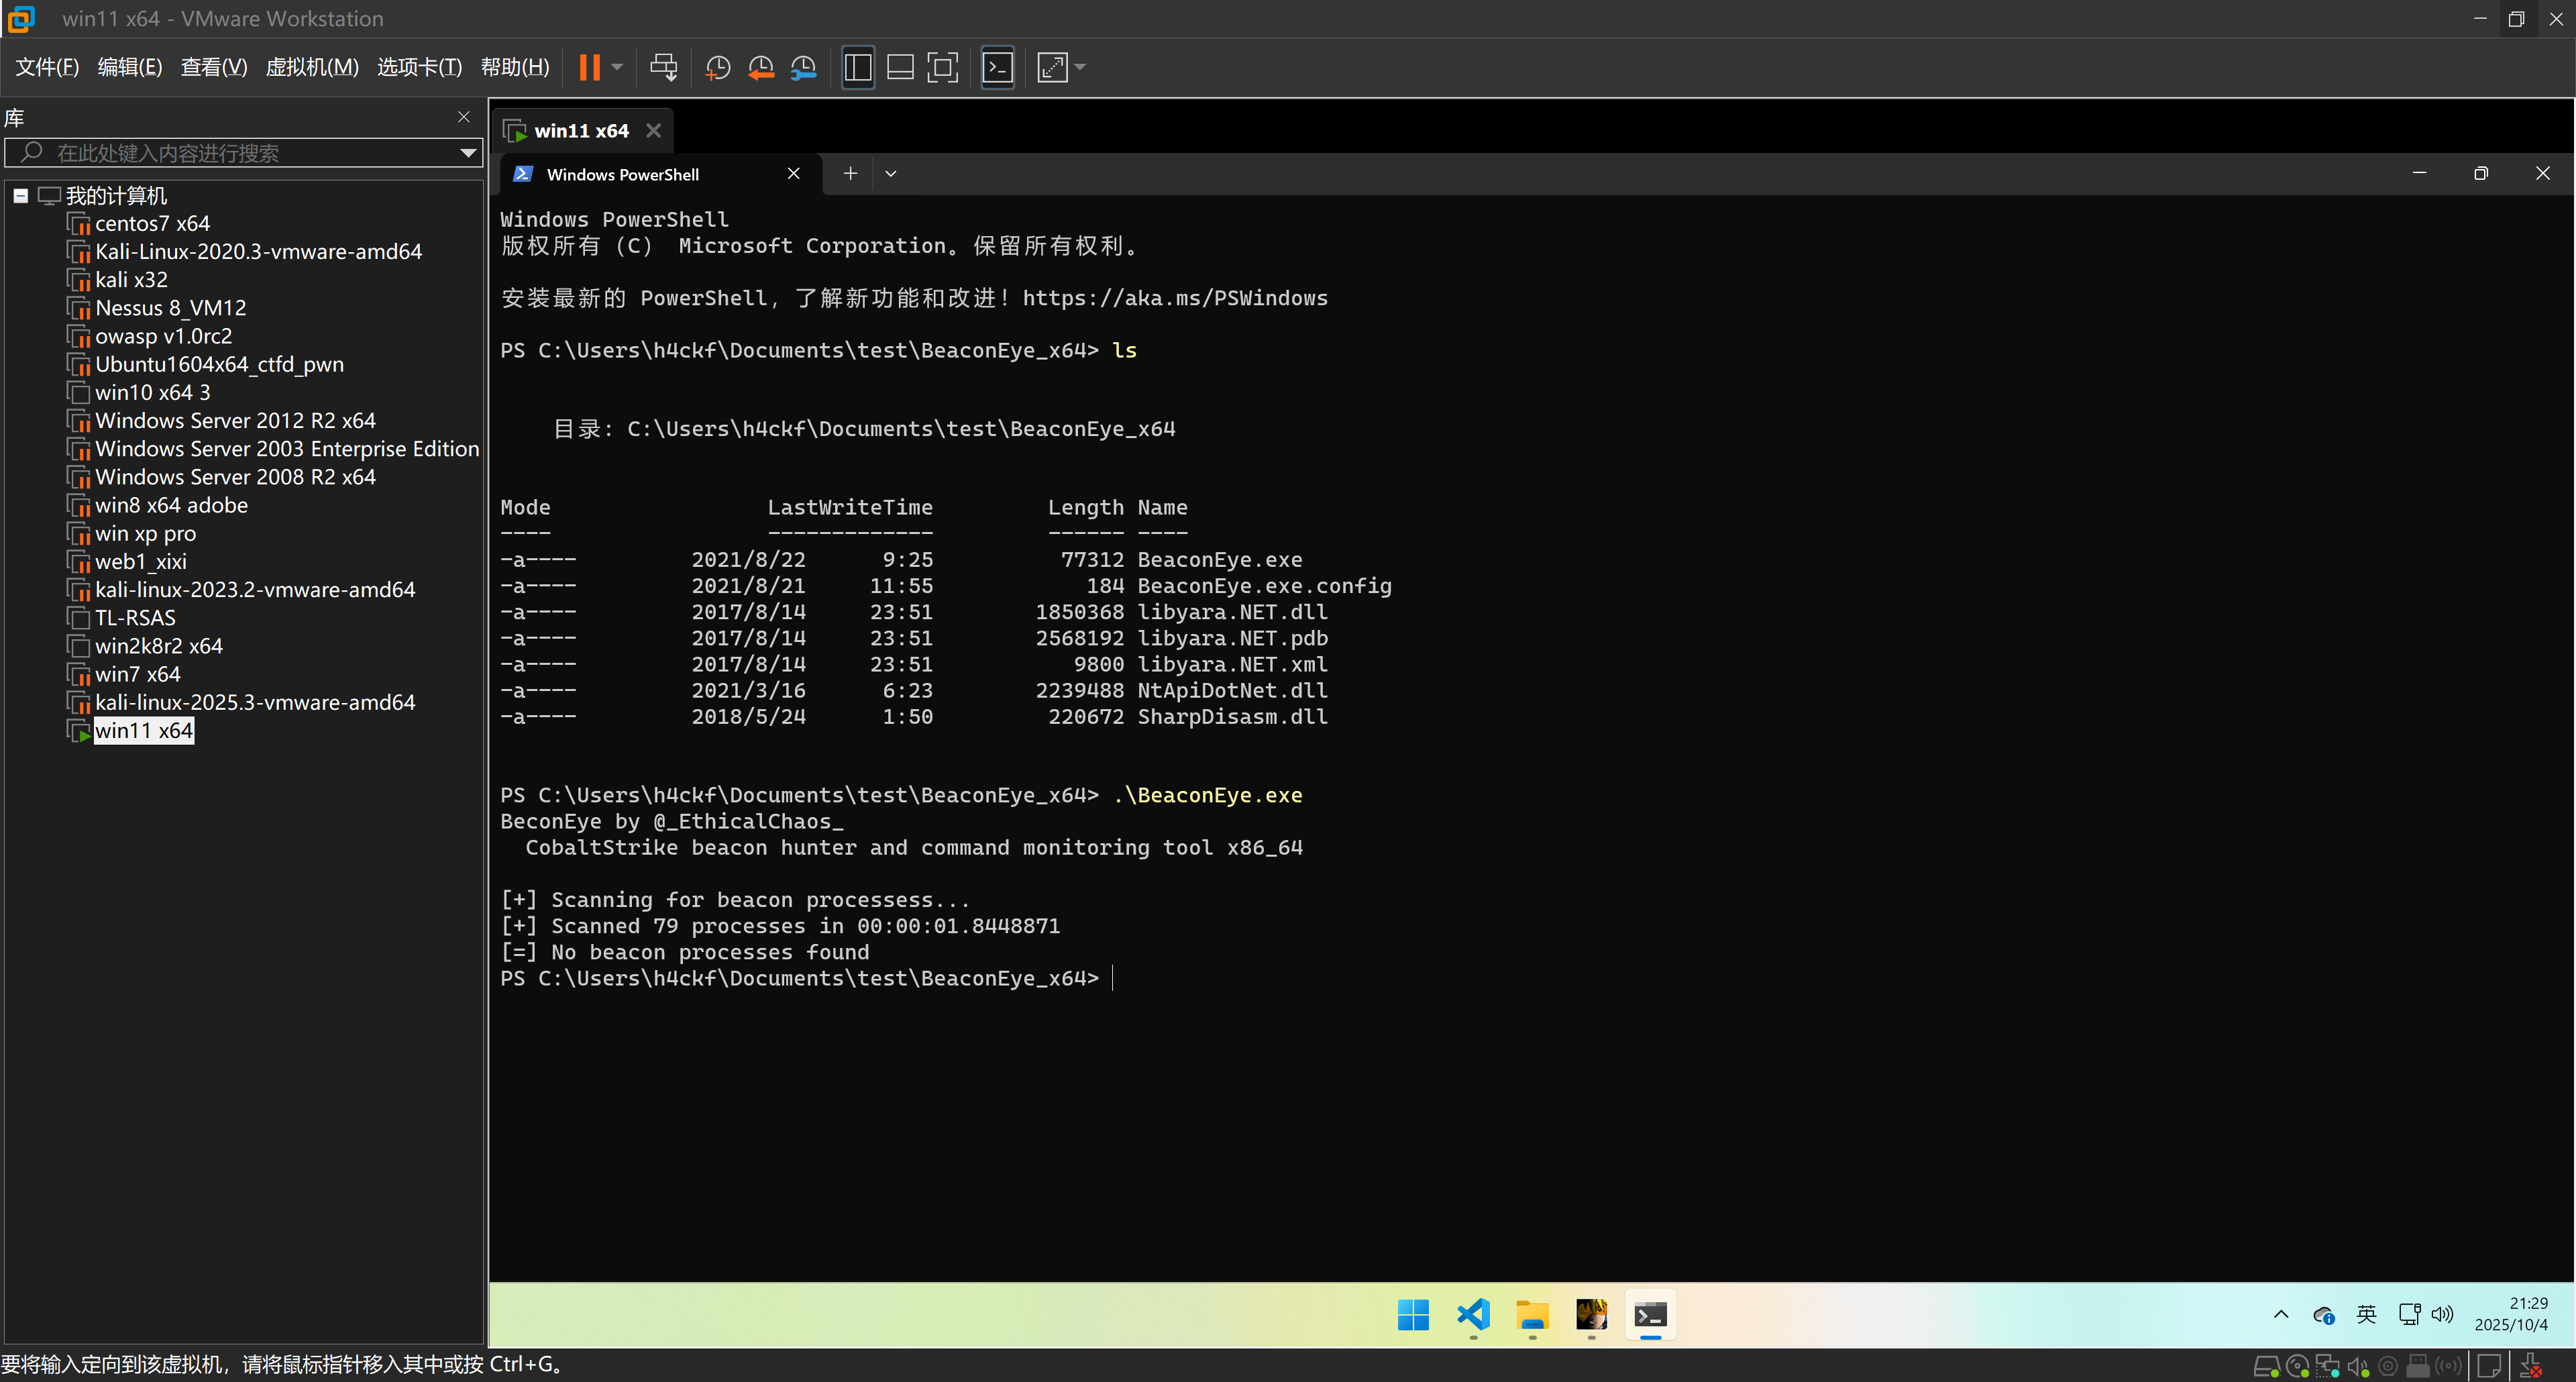 win11 x64 - VMware Workstation
文件(F) 编辑(E) 查看(V) 虚拟机(M) 选项卡(T) 帮助(H)
库
在此处键入内容进行搜索
我的计算机
centos7 x64
Kali-Linux-2020.3-vmware-amd64
kali x32
Nessus 8_VM12
owasp v1.0rc2
Ubuntu1604x64_ctfd_pwn
win10 x64 3
Windows Server 2012 R2 x64
Windows Server 2003 Enterprise Edition
Windows Server 2008 R2 x64
win8 x64 adobe
win xp pro
web1_xixi
kali-linux-2023.2-vmware-amd64
TL-RSAS
win2k8r2 x64
win7 x64
kali-linux-2025.3-vmware-amd64
win11 x64
win11 x64
Windows PowerShell
Windows PowerShell
版权所有（C） Microsoft Corporation。保留所有权利。
安装最新的 PowerShell，了解新功能和改进！https://aka.ms/PSWindows
PS C:\Users\h4ckf\Documents\test\BeaconEye_x64> ls
目录: C:\Users\h4ckf\Documents\test\BeaconEye_x64
Mode LastWriteTime Length Name
---- ------------- ------ ----
-a---- 2021/8/22 9:25 77312 BeaconEye.exe
-a---- 2021/8/21 11:55 184 BeaconEye.exe.config
-a---- 2017/8/14 23:51 1850368 libyara.NET.dll
-a---- 2017/8/14 23:51 2568192 libyara.NET.pdb
-a---- 2017/8/14 23:51 9800 libyara.NET.xml
-a---- 2021/3/16 6:23 2239488 NtApiDotNet.dll
-a---- 2018/5/24 1:50 220672 SharpDisasm.dll
PS C:\Users\h4ckf\Documents\test\BeaconEye_x64> .\BeaconEye.exe
BeconEye by @_EthicalChaos_
CobaltStrike beacon hunter and command monitoring tool x86_64
[+] Scanning for beacon processess...
[+] Scanned 79 processes in 00:00:01.8448871
[=] No beacon processes found
PS C:\Users\h4ckf\Documents\test\BeaconEye_x64>
英
21:29
2025/10/4
要将输入定向到该虚拟机，请将鼠标指针移入其中或按 Ctrl+G。